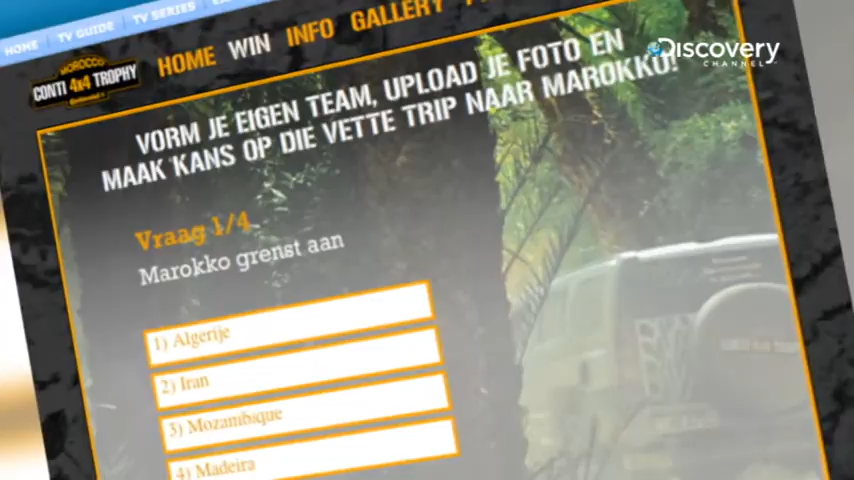 HOME
TV GUIDE
TV SERIES
MOROCCO
CONTI 4x4 TROPHY
HOME
WIN
INFO
GALLERY
Discovery
CHANNEL
VORM JE EIGEN TEAM, UPLOAD JE FOTO EN
MAAK KANS OP DIE VETTE TRIP NAAR MAROKKO!
Vraag 1/4
Marokko grenst aan
1) Algerije
2) Iran
3) Mozambique
4) Madeira